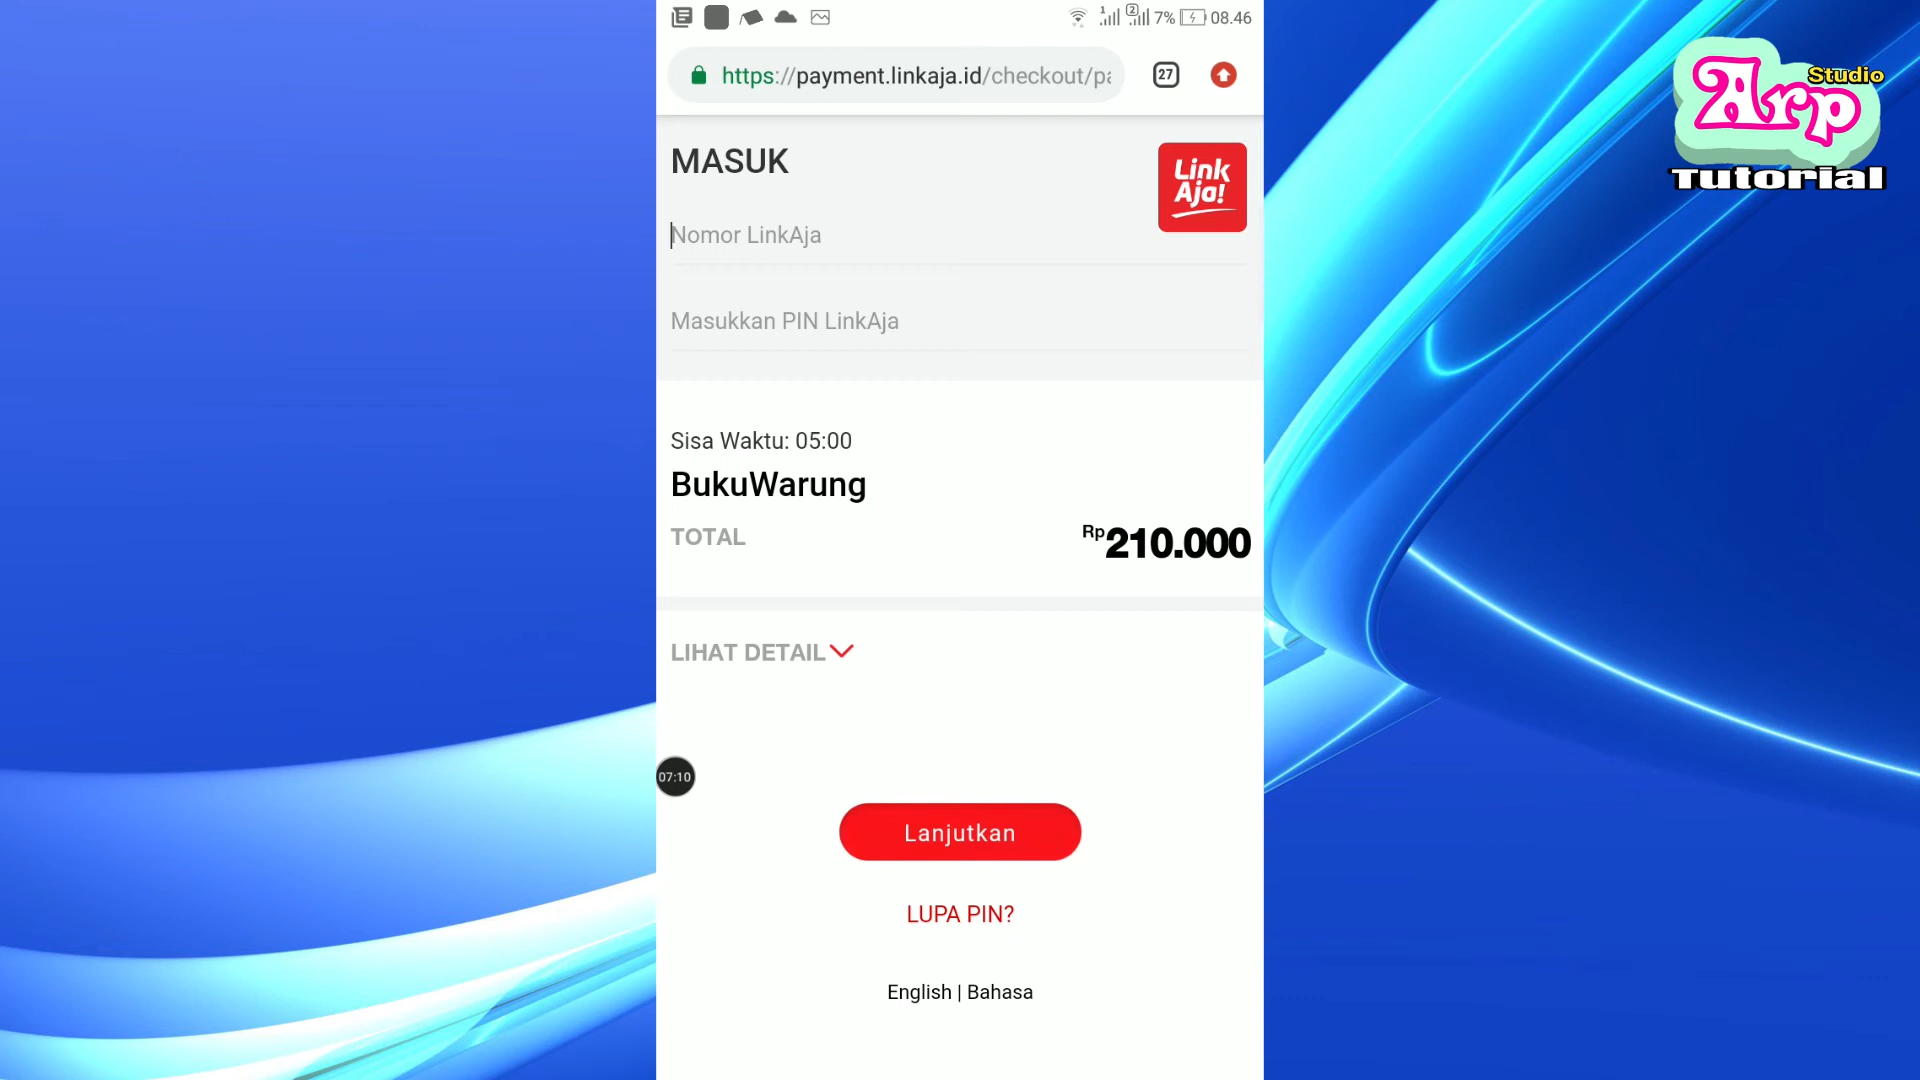 1 2 7% 08.46
https://payment.linkaja.id/checkout/pa
27
MASUK
Link
Aja!
Nomor LinkAja
Masukkan PIN LinkAja
Sisa Waktu: 05:00
BukuWarung
TOTAL Rp210.000
LIHAT DETAIL
07:10
Lanjutkan
LUPA PIN?
English | Bahasa
Arp Studio
Tutorial